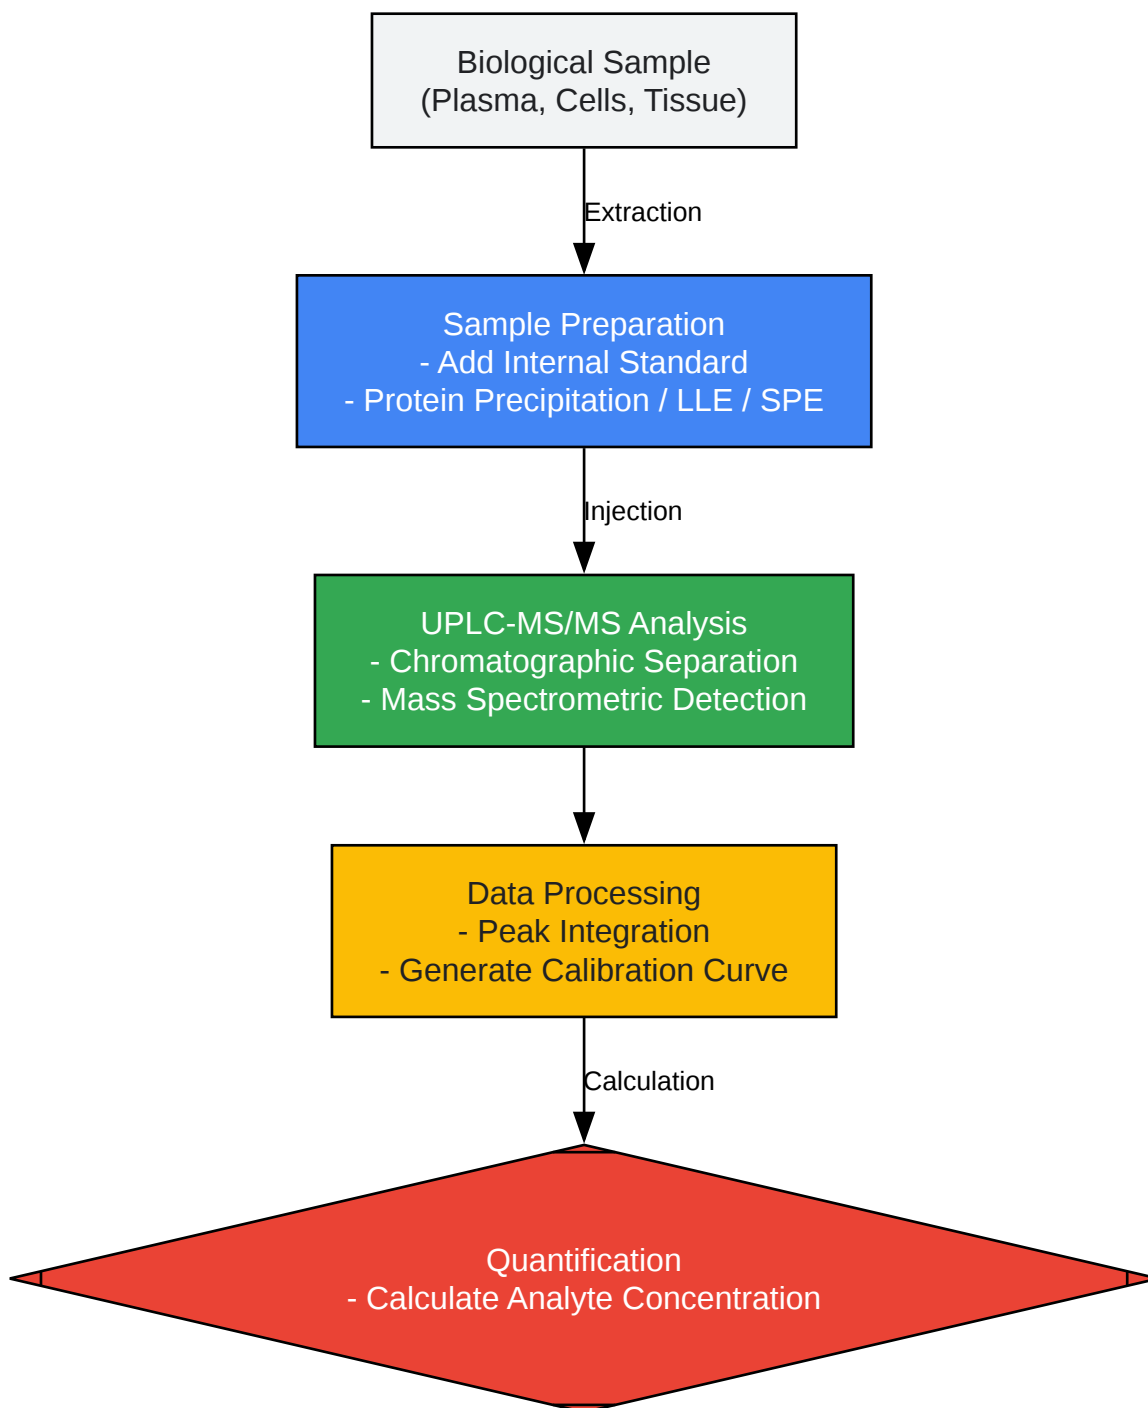 Biological Sample
(Plasma, Cells, Tissue)
Extraction
Sample Preparation
- Add Internal Standard
- Protein Precipitation / LLE / SPE
Injection
UPLC-MS/MS Analysis
- Chromatographic Separation
- Mass Spectrometric Detection
Data Processing
- Peak Integration
- Generate Calibration Curve
Calculation
Quantification
- Calculate Analyte Concentration